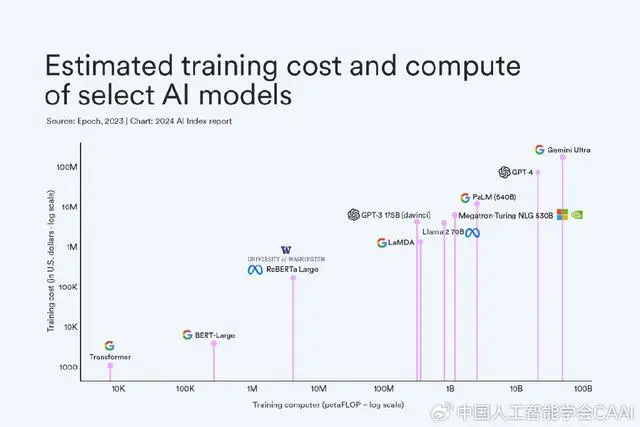 Estimated training cost and compute
of select AI models
Source: Epoch, 2023 | Chart: 2024 AI Index report
Training cost (in U.S. dollars - log scale)
100M
10M
1M
100K
10K
1000
Gemini Ultra
GPT-4
PaLM (540B)
GPT-3 175B (davinci)
Megatron-Turing NLG 530B
Llama 2 70B
LaMDA
W
UNIVERSITY of WASHINGTON
RoBERTa Large
BERT-Large
Transformer
10K
100K
1M
10M
100M
1B
10B
100B
Training computer (petaFLOP – log scale)
中国人工智能学会CAAI